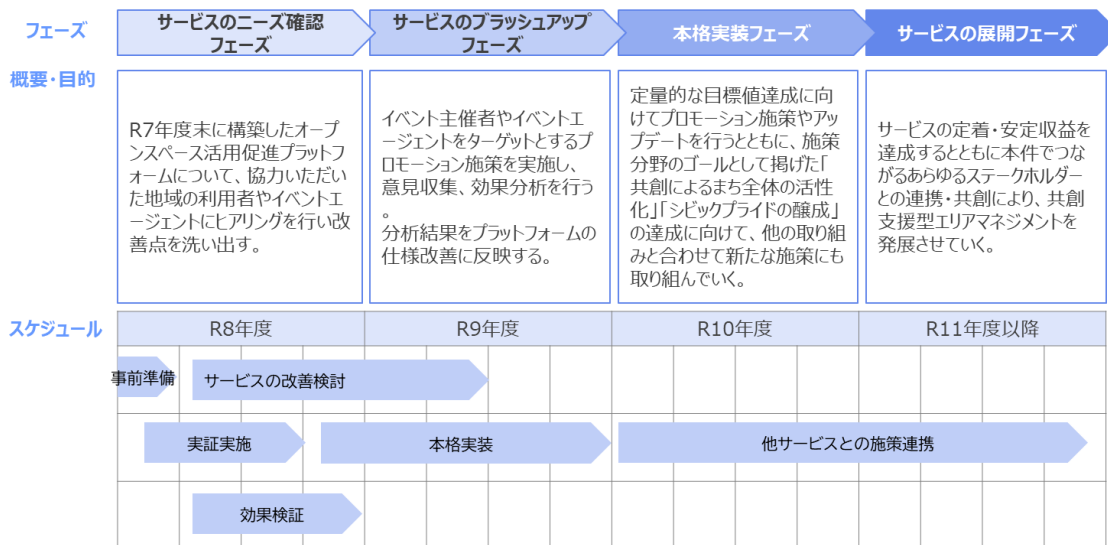 フェーズ
サービスのニーズ確認
フェーズ
サービスのブラッシュアップ
フェーズ
本格実装フェーズ
サービスの展開フェーズ
概要・目的
R7年度末に構築したオープ
ンスペース活用促進プラットフ
ォームについて、協力いただい
た地域の利用者やイベントエ
ージェントにヒアリングを行い改
善点を洗い出す。
イベント主催者やイベントエ
ージェントをターゲットとするプ
ロモーション施策を実施し、
意見収集、効果分析を行う
。
分析結果をプラットフォームの
仕様改善に反映する。
定量的な目標値達成に向
けてプロモーション施策やアッ
プデートを行うとともに、施策
分野のゴールとして掲げた「
共創によるまち全体の活性
化」「シビックプライドの醸成」
の達成に向けて、他の取り組
みと合わせて新たな施策にも
取り組んでいく。
サービスの定着・安定収益を
達成するとともに本件でつな
がるあらゆるステークホルダー
との連携・共創により、共創
支援型エリアマネジメントを
発展させていく。
スケジュール
R8年度
R9年度
R10年度
R11年度以降
事前準備
サービスの改善検討
実証実施
本格実装
他サービスとの施策連携
効果検証